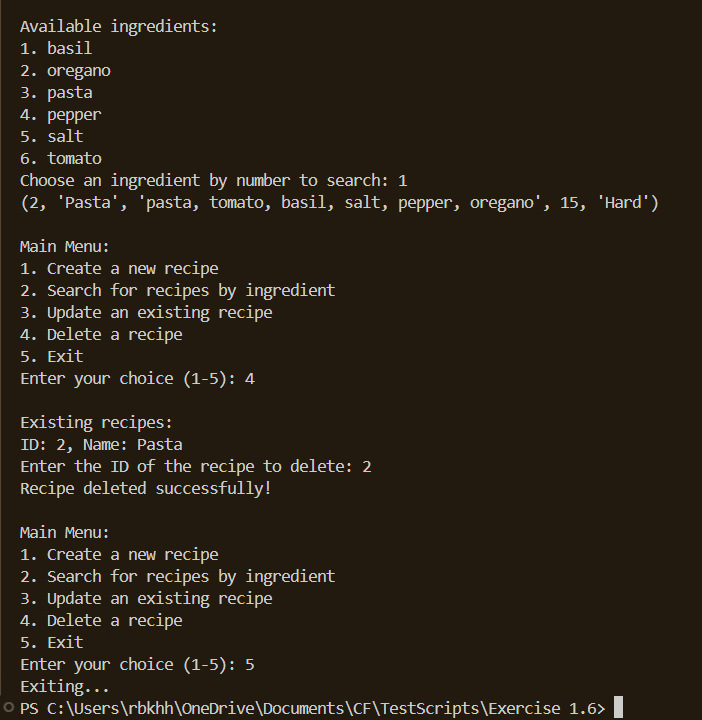 Available ingredients:
1. basil
2. oregano
3. pasta
4. pepper
5. salt
6. tomato
Choose an ingredient by number to search: 1
(2, 'Pasta', 'pasta, tomato, basil, salt, pepper, oregano', 15, 'Hard')
Main Menu:
1. Create a new recipe
2. Search for recipes by ingredient
3. Update an existing recipe
4. Delete a recipe
5. Exit
Enter your choice (1-5): 4
Existing recipes:
ID: 2, Name: Pasta
Enter the ID of the recipe to delete: 2
Recipe deleted successfully!
Main Menu:
1. Create a new recipe
2. Search for recipes by ingredient
3. Update an existing recipe
4. Delete a recipe
5. Exit
Enter your choice (1-5): 5
Exiting...
PS C:\Users\rbkhh\OneDrive\Documents\CF\TestScripts\Exercise 1.6>